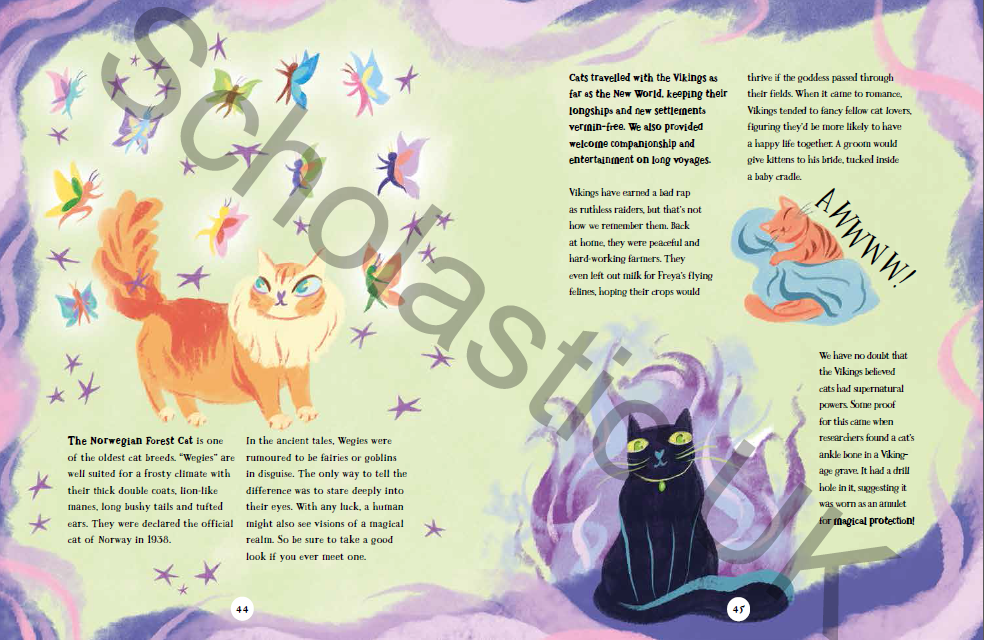 The Norwegian Forest Cat is one
of the oldest cat breeds. “Wegies” are
well suited for a frosty climate with
their thick double coats, lion-like
manes, long bushy tails and tufted
ears. They were declared the official
cat of Norway in 1938.
In the ancient tales, Wegies were
rumoured to be fairies or goblins
in disguise. The only way to tell the
difference was to stare deeply into
their eyes. With any luck, a human
might also see visions of a magical
realm. So be sure to take a good
look if you ever meet one.
44
Cats travelled with the Vikings as
far as the New World, keeping their
longships and new settlements
vermin-free. We also provided
welcome companionship and
entertainment on long voyages.
Vikings have earned a bad rap
as ruthless raiders, but that’s not
how we remember them. Back
at home, they were peaceful and
hard-working farmers. They
even left out milk for Freya’s flying
felines, hoping their crops would
thrive if the goddess passed through
their fields. When it came to romance,
Vikings tended to fancy fellow cat lovers,
figuring they’d be more likely to have
a happy life together. A groom would
give kittens to his bride, tucked inside
a baby cradle.
AWWWW!
We have no doubt that
the Vikings believed
cats had supernatural
powers. Some proof
for this came when
researchers found a cat’s
ankle bone in a Viking-
age grave. It had a drill
hole in it, suggesting it
was worn as an amulet
for magical protection!
45
Scholastic UK